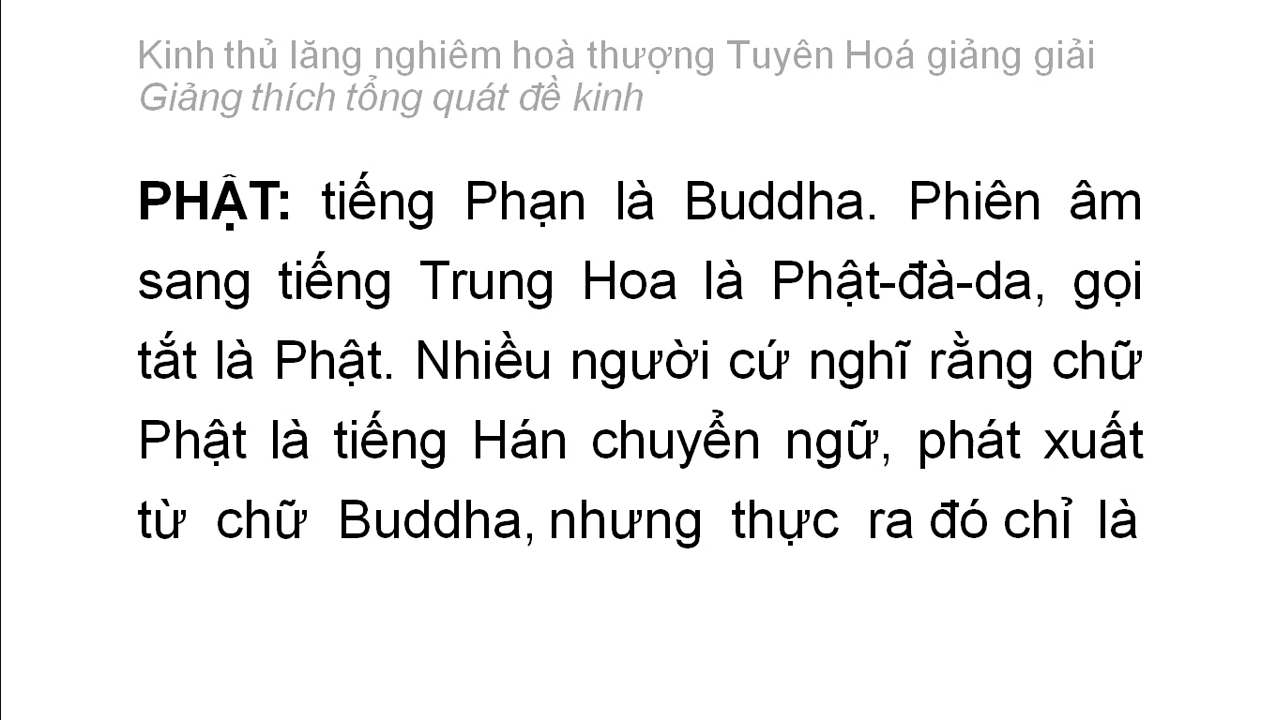 Kinh thủ lăng nghiêm hoà thượng Tuyên Hoá giảng giải
Giảng thích tổng quát đề kinh
PHẬT: tiếng Phạn là Buddha. Phiên âm
sang tiếng Trung Hoa là Phật-đà-da, gọi
tắt là Phật. Nhiều người cứ nghĩ rằng chữ
Phật là tiếng Hán chuyển ngữ, phát xuất
từ chữ Buddha, nhưng thực ra đó chỉ là